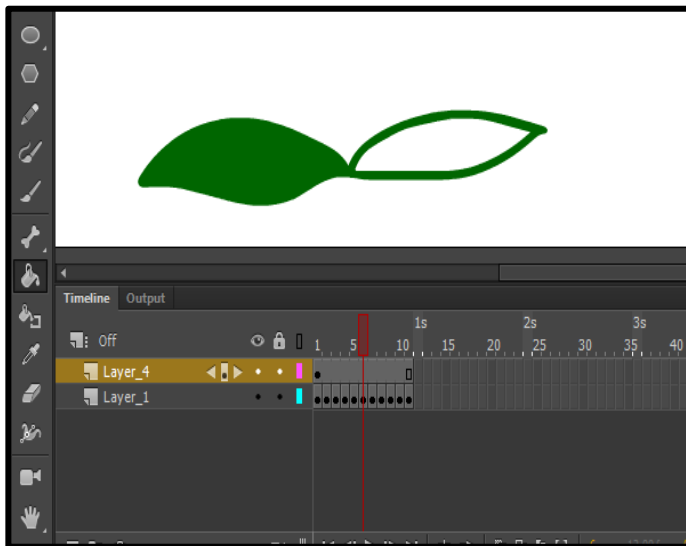 Timeline Output
1s 2s 3s
Off 1 5 10 15 20 25 30 35 40
Layer_4
Layer_1